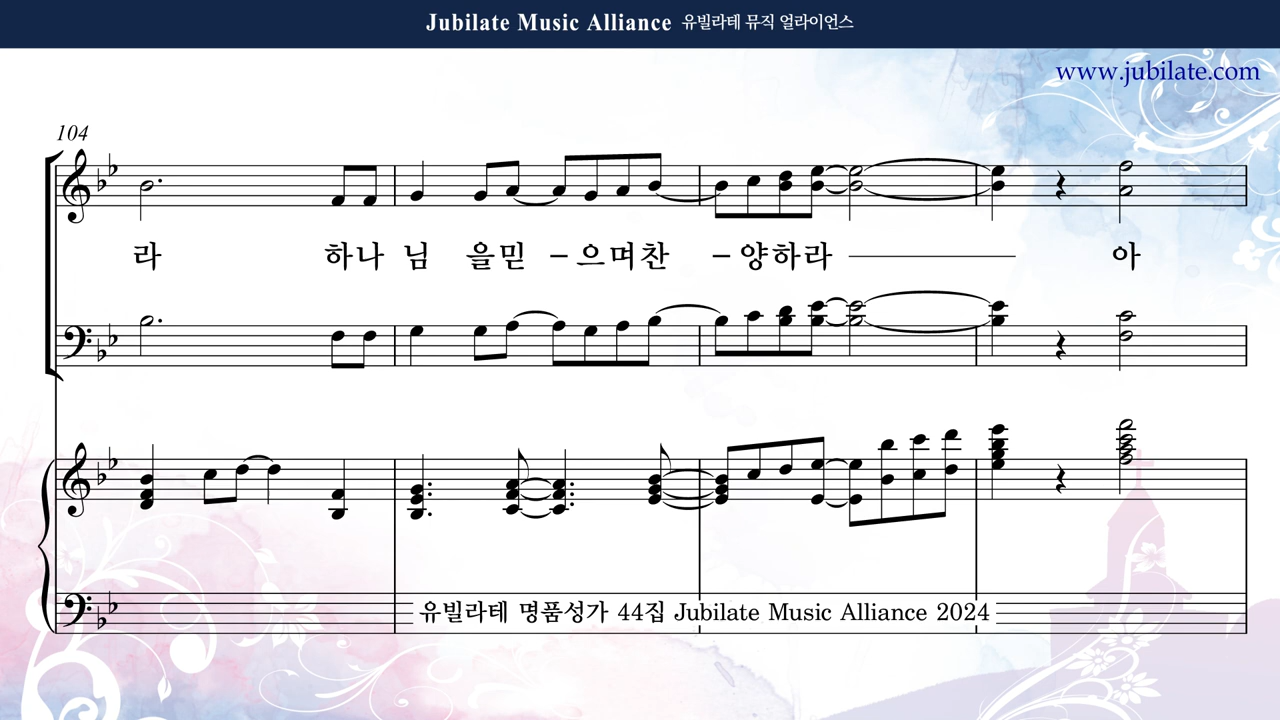 Jubilate Music Alliance 유빌라테 뮤직 얼라이언스
www.jubilate.com
104
라 하나 님 을믿 –으며찬 –양하라 아
유빌라테 명품성가 44집 Jubilate Music Alliance 2024